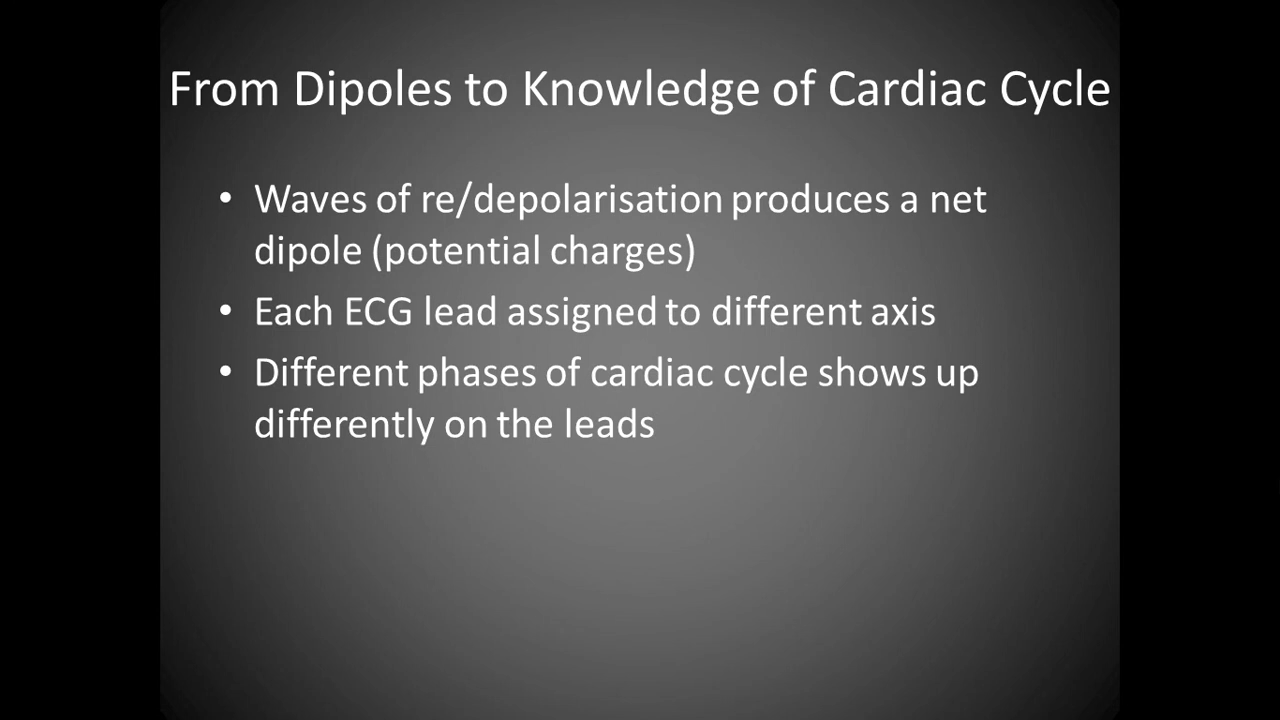 From Dipoles to Knowledge of Cardiac Cycle
• Waves of re/depolarisation produces a net
dipole (potential charges)
• Each ECG lead assigned to different axis
• Different phases of cardiac cycle shows up
differently on the leads